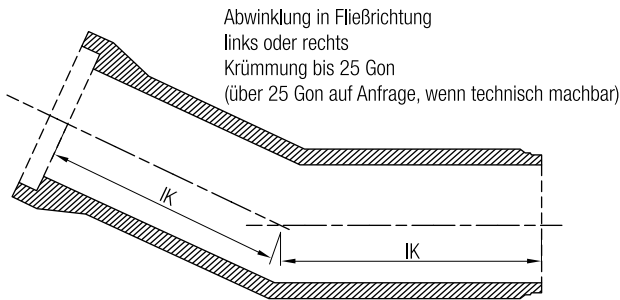 Abwinklung in Fließrichtung
links oder rechts
Krümmung bis 25 Gon
(über 25 Gon auf Anfrage, wenn technisch machbar)
lK
lK